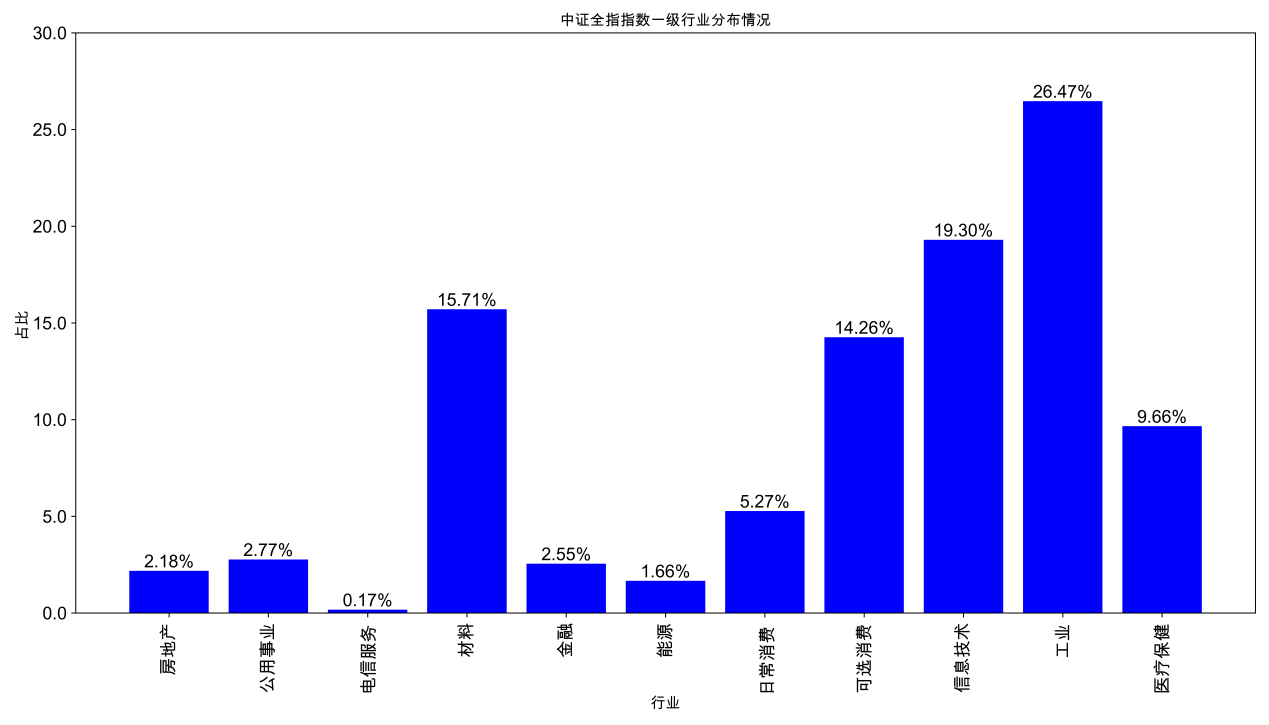 中证全指指数一级行业分布情况
30.0
25.0
20.0
15.0
10.0
5.0
0.0
占比
2.18%
2.77%
0.17%
15.71%
2.55%
1.66%
5.27%
14.26%
19.30%
26.47%
9.66%
房地产
公用事业
电信服务
材料
金融
能源
日常消费
可选消费
信息技术
工业
医疗保健
行业